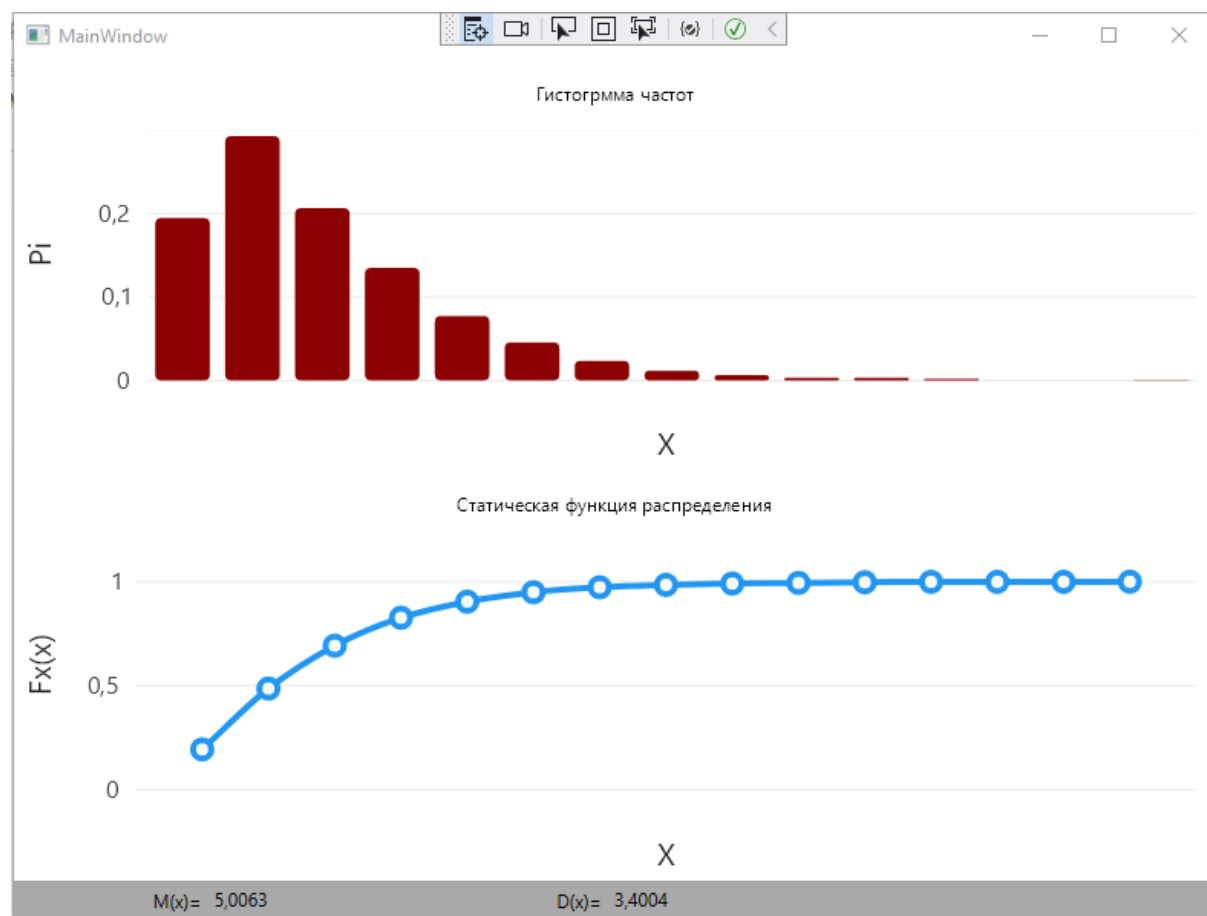 MainWindow
Гистогрмма частот
Pi
0,2
0,1
0
X
Статическая функция распределения
Fx(x)
1
0,5
0
X
M(x)= 5,0063 D(x)= 3,4004